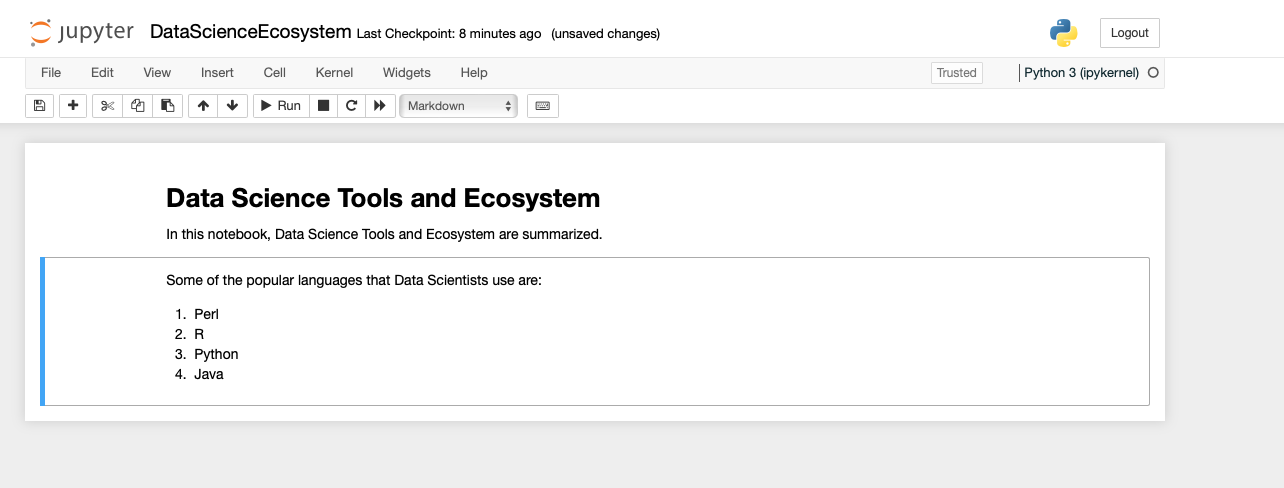 jupyter DataScienceEcosystem Last Checkpoint: 8 minutes ago (unsaved changes) Logout
File Edit View Insert Cell Kernel Widgets Help Trusted Python 3 (ipykernel)
Run Markdown
Data Science Tools and Ecosystem
In this notebook, Data Science Tools and Ecosystem are summarized.
Some of the popular languages that Data Scientists use are:
1. Perl
2. R
3. Python
4. Java